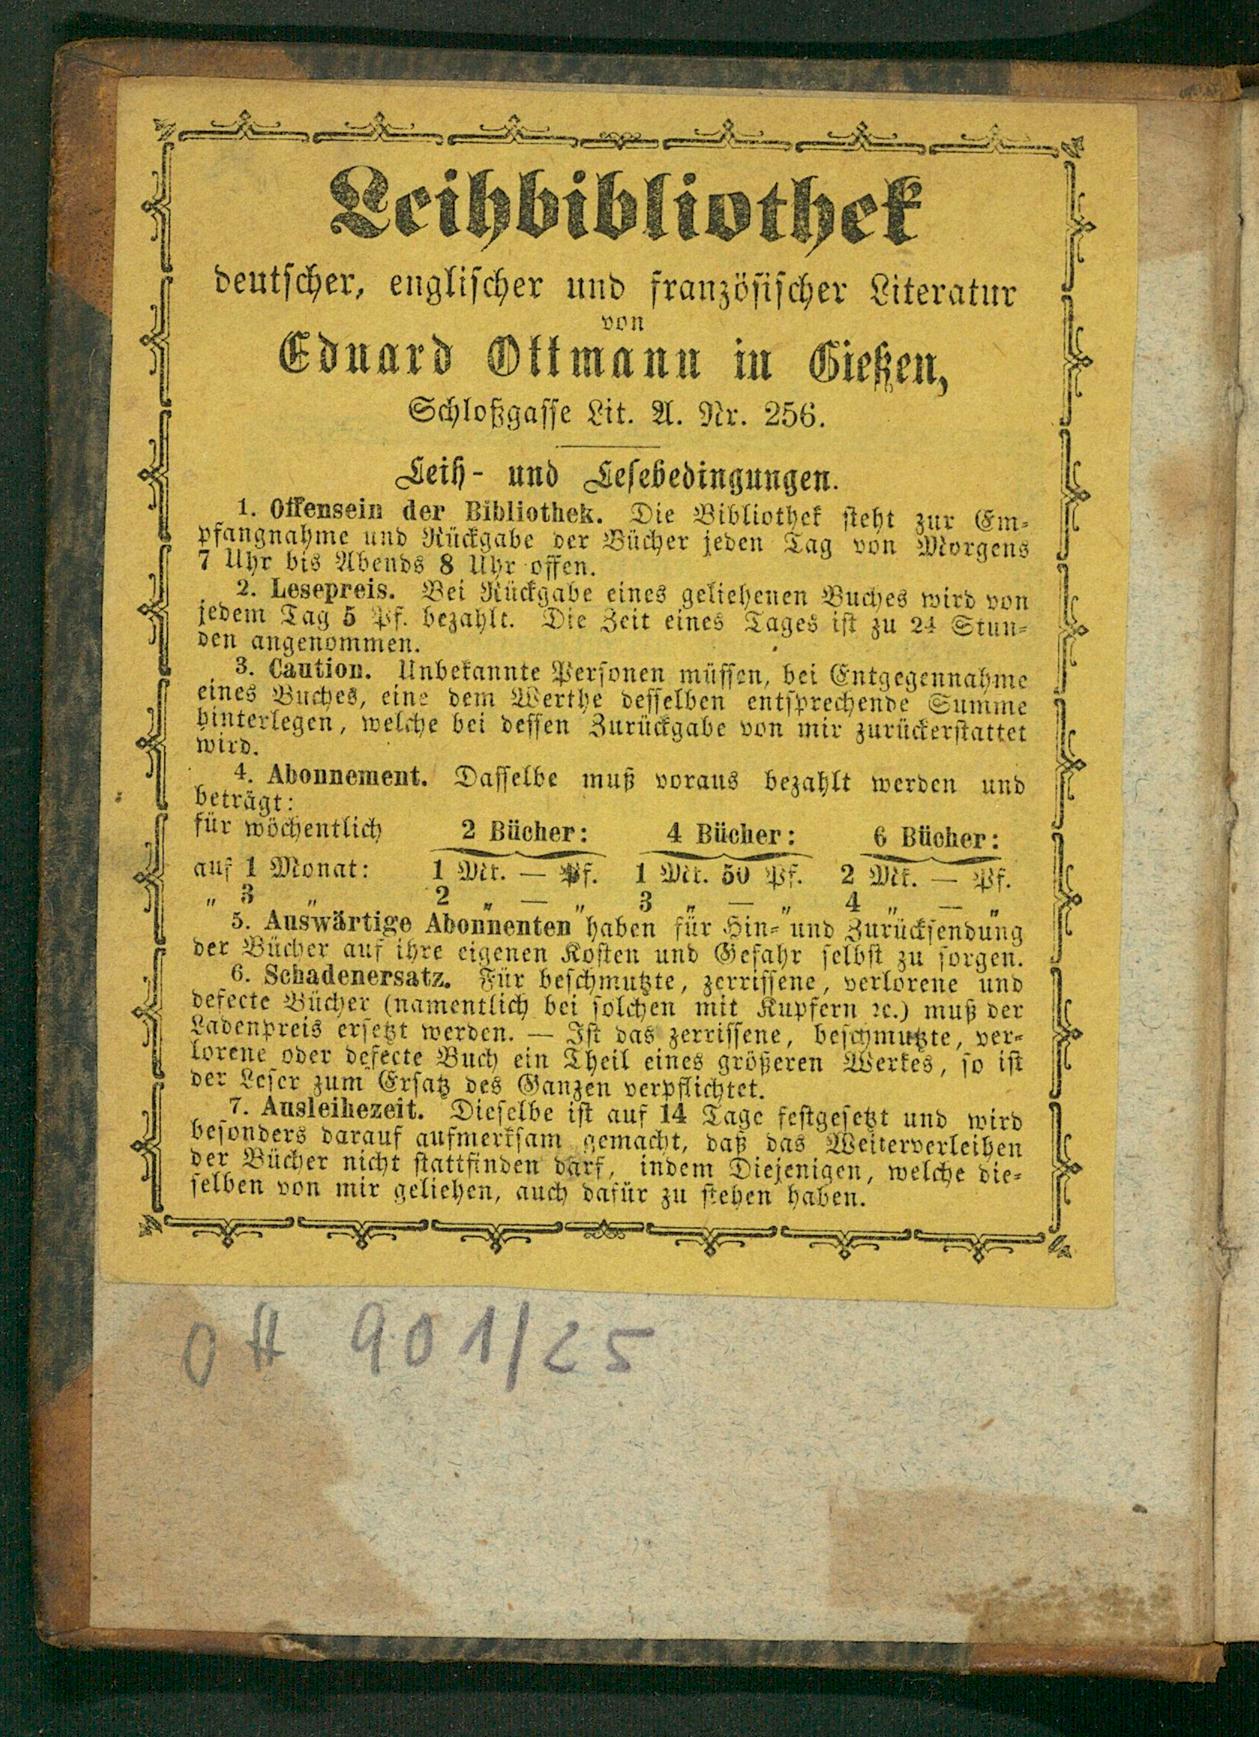 Leihbibliothek
deutscher, englischer und französischer Literatur
von
Eduard Ottmann in Gießen,
Schloßgasse Lit. A. Nr. 256.
Leih- und Lesebedingungen.
1. Offensein der Bibliothek. Die Bibliothek steht zur Em-
pfangnahme und Rückgabe der Bücher jeden Tag von Morgens
7 Uhr bis Abends 8 Uhr offen.
2. Lesepreis. Bei Rückgabe eines geliehenen Buches wird von
jedem Tag 5 Pf. bezahlt. Die Zeit eines Tages ist zu 24 Stun-
den angenommen.
3. Caution. Unbekannte Personen müssen, bei Entgegennahme
eines Buches, eine dem Werthe desselben entsprechende Summe
hinterlegen, welche bei dessen Zurückgabe von mir zurückerstattet
wird.
4. Abonnement. Dasselbe muß voraus bezahlt werden und
beträgt:
für wöchentlich 2 Bücher: 4 Bücher: 6 Bücher:
auf 1 Monat: 1 Mk. — Pf. 1 Mk. 50 Pf. 2 Mk. — Pf.
„ 3 „ 2 „ — „ 3 „ — „ 4 „ — „
5. Auswärtige Abonnenten haben für Hin- und Zurücksendung
der Bücher auf ihre eigenen Kosten und Gefahr selbst zu sorgen.
6. Schadenersatz. Für beschmutzte, zerrissene, verlorene und
defecte Bücher (namentlich bei solchen mit Kupfern ꝛc.) muß der
Ladenpreis ersetzt werden. — Ist das zerrissene, beschmutzte, ver-
lorene oder defecte Buch ein Theil eines größeren Werkes, so ist
der Leser zum Ersatz des Ganzen verpflichtet.
7. Ausleihezeit. Dieselbe ist auf 14 Tage festgesetzt und wird
besonders darauf aufmerksam gemacht, daß das Weiterverleihen
der Bücher nicht stattfinden darf, indem Diejenigen, welche die-
selben von mir geliehen, auch dafür zu stehen haben.
OH 901/25